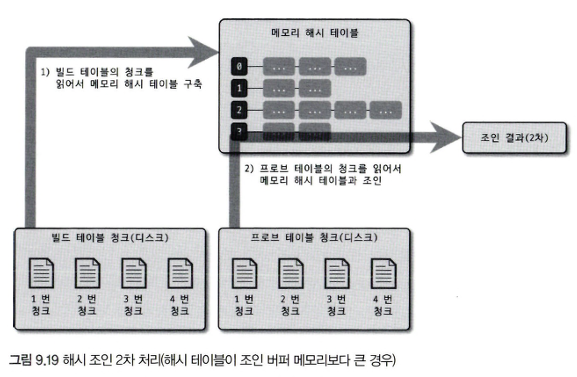 메모리 해시 테이블
0 ... ... ...
1 ... ...
2 ... ... ... ...
3
1) 빌드 테이블의 청크를
읽어서 메모리 해시 테이블 구축
조인 결과(2차)
2) 프로브 테이블의 청크를 읽어서
메모리 해시 테이블과 조인
빌드 테이블 청크(디스크)
1 번
청크
2 번
청크
3 번
청크
4 번
청크
프로브 테이블 청크(디스크)
1 번
청크
2 번
청크
3 번
청크
4 번
청크
그림 9.19 해시 조인 2차 처리(해시 테이블이 조인 버퍼 메모리보다 큰 경우)